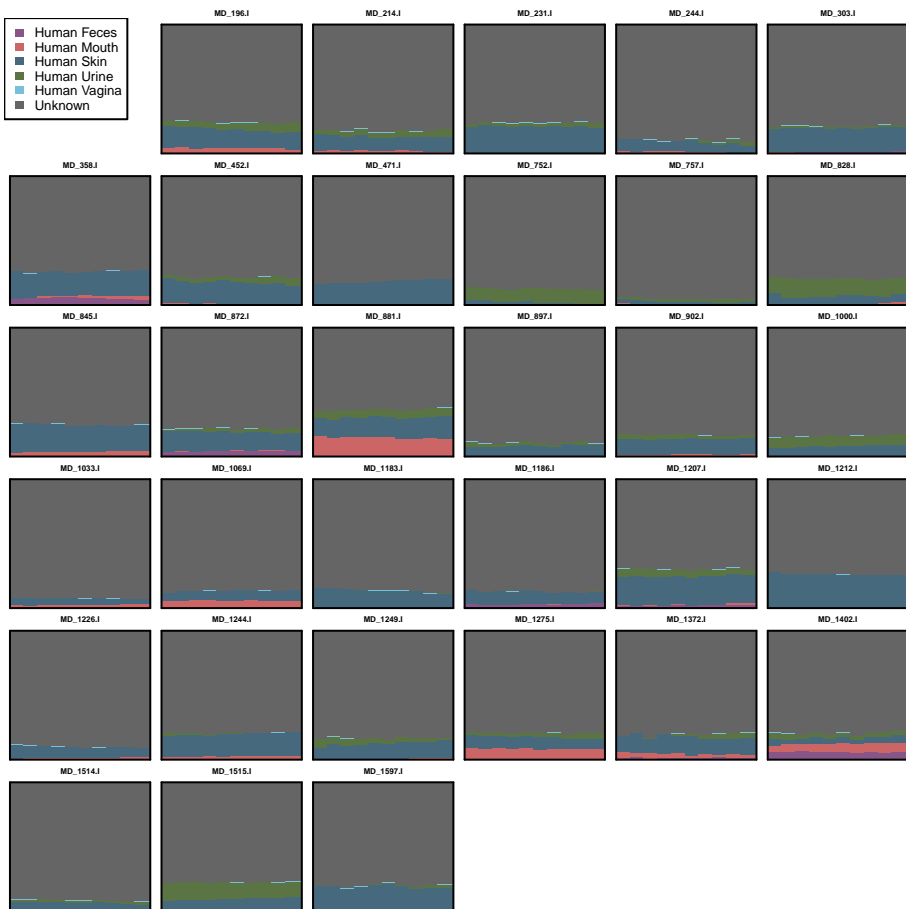 Human Feces
Human Mouth
Human Skin
Human Urine
Human Vagina
Unknown
MD_196.I
MD_214.I
MD_231.I
MD_244.I
MD_303.I
MD_358.I
MD_452.I
MD_471.I
MD_752.I
MD_757.I
MD_828.I
MD_845.I
MD_872.I
MD_881.I
MD_897.I
MD_902.I
MD_1000.I
MD_1033.I
MD_1069.I
MD_1183.I
MD_1186.I
MD_1207.I
MD_1212.I
MD_1226.I
MD_1244.I
MD_1249.I
MD_1275.I
MD_1372.I
MD_1402.I
MD_1514.I
MD_1515.I
MD_1597.I